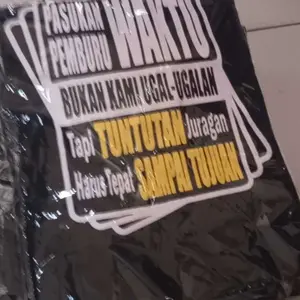 PASUKAN
PEMBURU WAKTU
BUKAN KAMI UGAL-UGALAN
Tapi TUNTUTAN Juragan
Harus Tepat SAMPAI TUJUAN